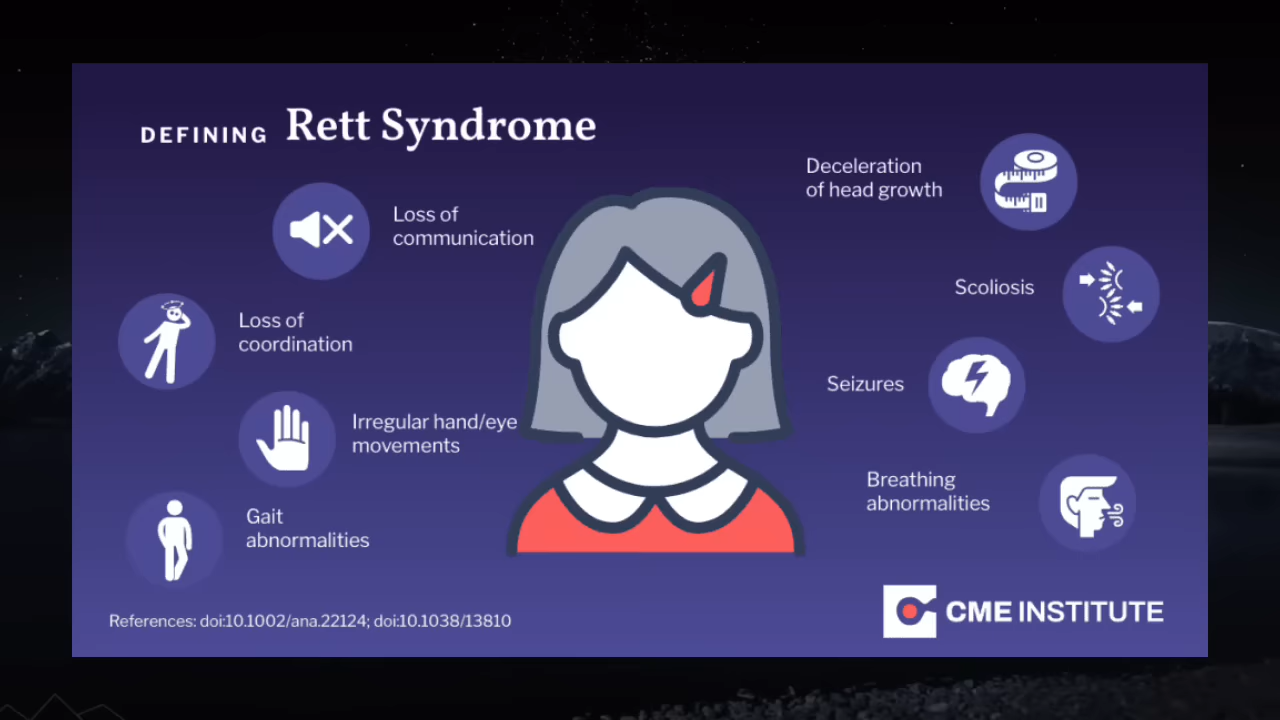 DEFINING Rett Syndrome
Loss of
communication
Loss of
coordination
Irregular hand/eye
movements
Gait
abnormalities
Deceleration
of head growth
Scoliosis
Seizures
Breathing
abnormalities
References: doi:10.1002/ana.22124; doi:10.1038/13810
CME INSTITUTE